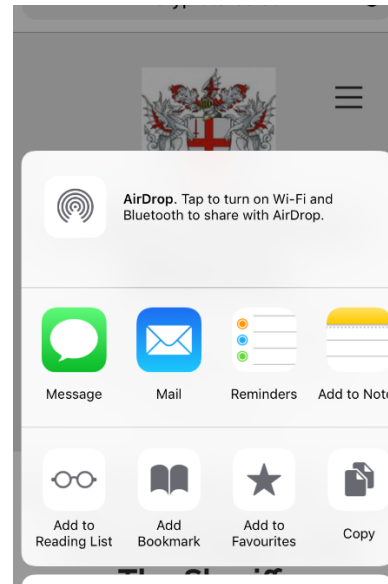 AirDrop. Tap to turn on Wi-Fi and
Bluetooth to share with AirDrop.
Message
Mail
Reminders
Add to Note
Add to
Reading List
Add
Bookmark
Add to
Favourites
Copy